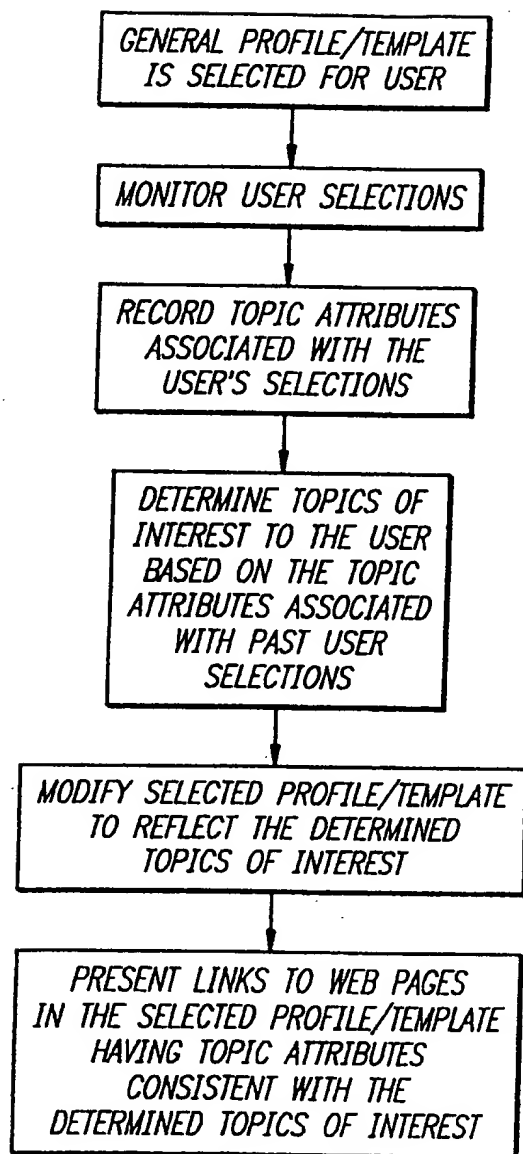 GENERAL PROFILE/TEMPLATE
IS SELECTED FOR USER
MONITOR USER SELECTIONS
RECORD TOPIC ATTRIBUTES
ASSOCIATED WITH THE
USER'S SELECTIONS
DETERMINE TOPICS OF
INTEREST TO THE USER
BASED ON THE TOPIC
ATTRIBUTES ASSOCIATED
WITH PAST USER
SELECTIONS
MODIFY SELECTED PROFILE/TEMPLATE
TO REFLECT THE DETERMINED
TOPICS OF INTEREST
PRESENT LINKS TO WEB PAGES
IN THE SELECTED PROFILE/TEMPLATE
HAVING TOPIC ATTRIBUTES
CONSISTENT WITH THE
DETERMINED TOPICS OF INTEREST